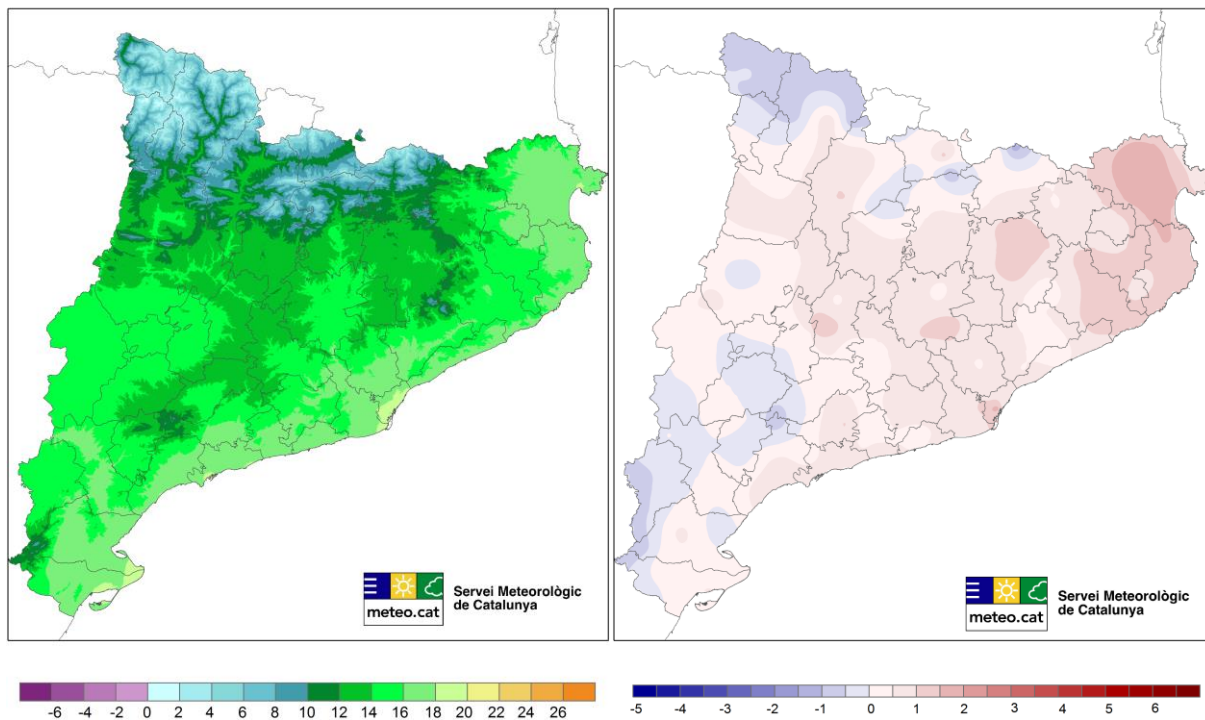 meteo.cat
Servei Meteorològic
de Catalunya
meteo.cat
Servei Meteorològic
de Catalunya
-6 -4 -2 0 2 4 6 8 10 12 14 16 18 20 22 24 26
-5 -4 -3 -2 -1 0 1 2 3 4 5 6